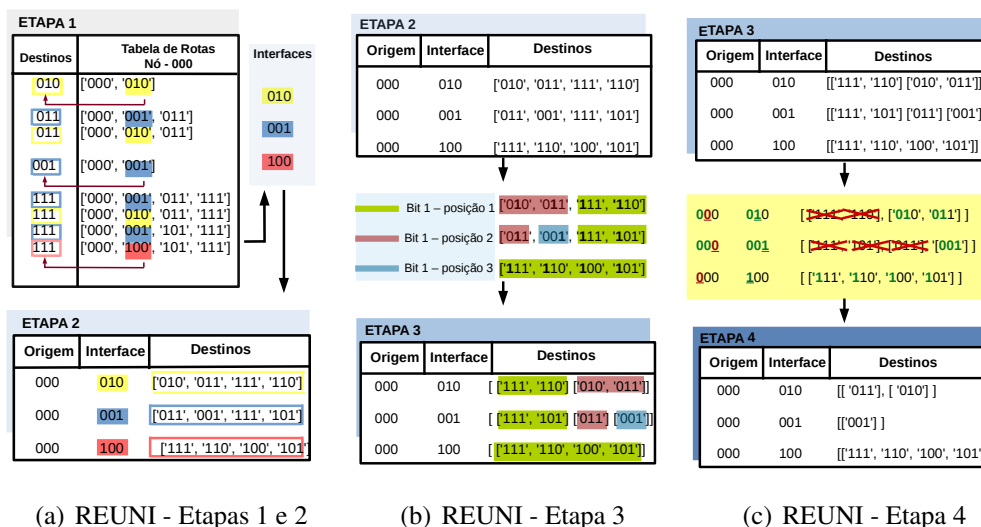 ETAPA 1
Destinos
Tabela de Rotas
Nó - 000
Interfaces
010 ['000', '010']
011 ['000', '001', '011']
011 ['000', '010', '011']
001 ['000', '001']
111 ['000', '001', '011', '111']
111 ['000', '010', '011', '111']
111 ['000', '001', '101', '111']
111 ['000', '100', '101', '111']
010
001
100
ETAPA 2
Origem Interface Destinos
000 010 ['010', '011', '111', '110']
000 001 ['011', '001', '111', '101']
000 100 ['111', '110', '100', '101']
(a) REUNI - Etapas 1 e 2
ETAPA 2
Origem Interface Destinos
000 010 ['010', '011', '111', '110']
000 001 ['011', '001', '111', '101']
000 100 ['111', '110', '100', '101']
Bit 1 – posição 1 ['010', '011', '111', '110']
Bit 1 – posição 2 ['011', '001', '111', '101']
Bit 1 – posição 3 ['111', '110', '100', '101']
ETAPA 3
Origem Interface Destinos
000 010 [ ['111', '110'] ['010', '011']]
000 001 [ ['111', '101'] ['011'] ['001']]
000 100 [ ['111', '110', '100', '101']]
(b) REUNI - Etapa 3
ETAPA 3
Origem Interface Destinos
000 010 [['111', '110'] ['010', '011']]
000 001 [['111', '101'] ['011'] ['001']
000 100 [['111', '110', '100', '101']]
000 010 [ ['111', '110'], ['010', '011'] ]
000 001 [ ['111', '101'], ['011'], '[001'] ]
000 100 [ ['111', '110', '100', '101'] ]
ETAPA 4
Origem Interface Destinos
000 010 [[ '011'], [ '010'] ]
000 001 [['001'] ]
000 100 [['111', '110', '100', '101'
(c) REUNI - Etapa 4